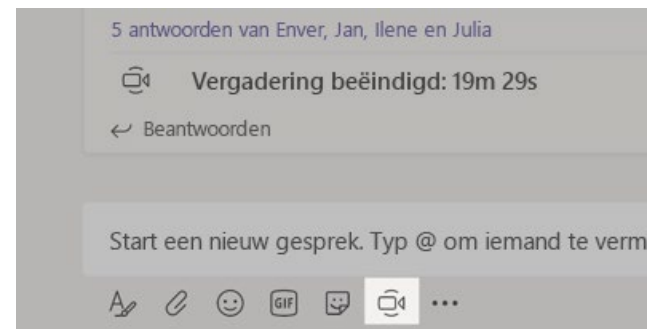 5 antwoorden van Enver, Jan, Ilene en Julia
Vergadering beëindigd: 19m 29s
Beantwoorden
Start een nieuw gesprek. Typ @ om iemand te verm
GIF